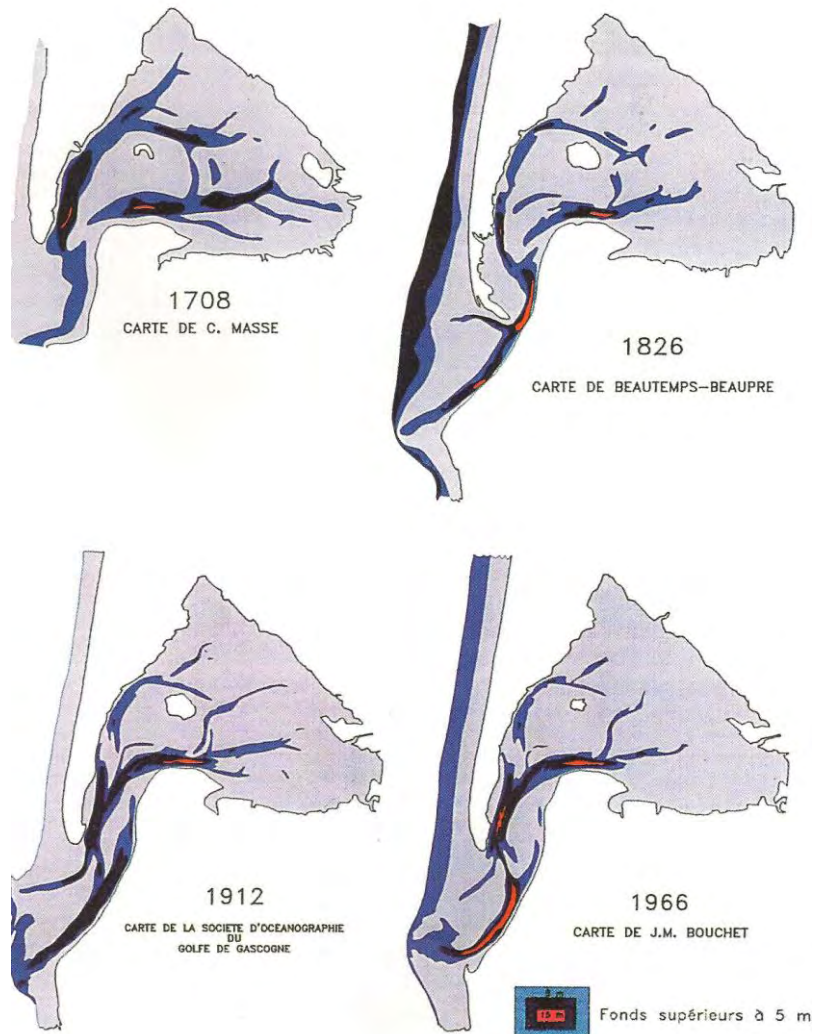 1708
CARTE DE C. MASSE
1826
CARTE DE BEAUTEMPS-BEAUPRE
1912
CARTE DE LA SOCIETE D'OCEANOGRAPHIE
DU
GOLFE DE GASCOGNE
1966
CARTE DE J.M. BOUCHET
15 m
Fonds supérieurs à 5 m